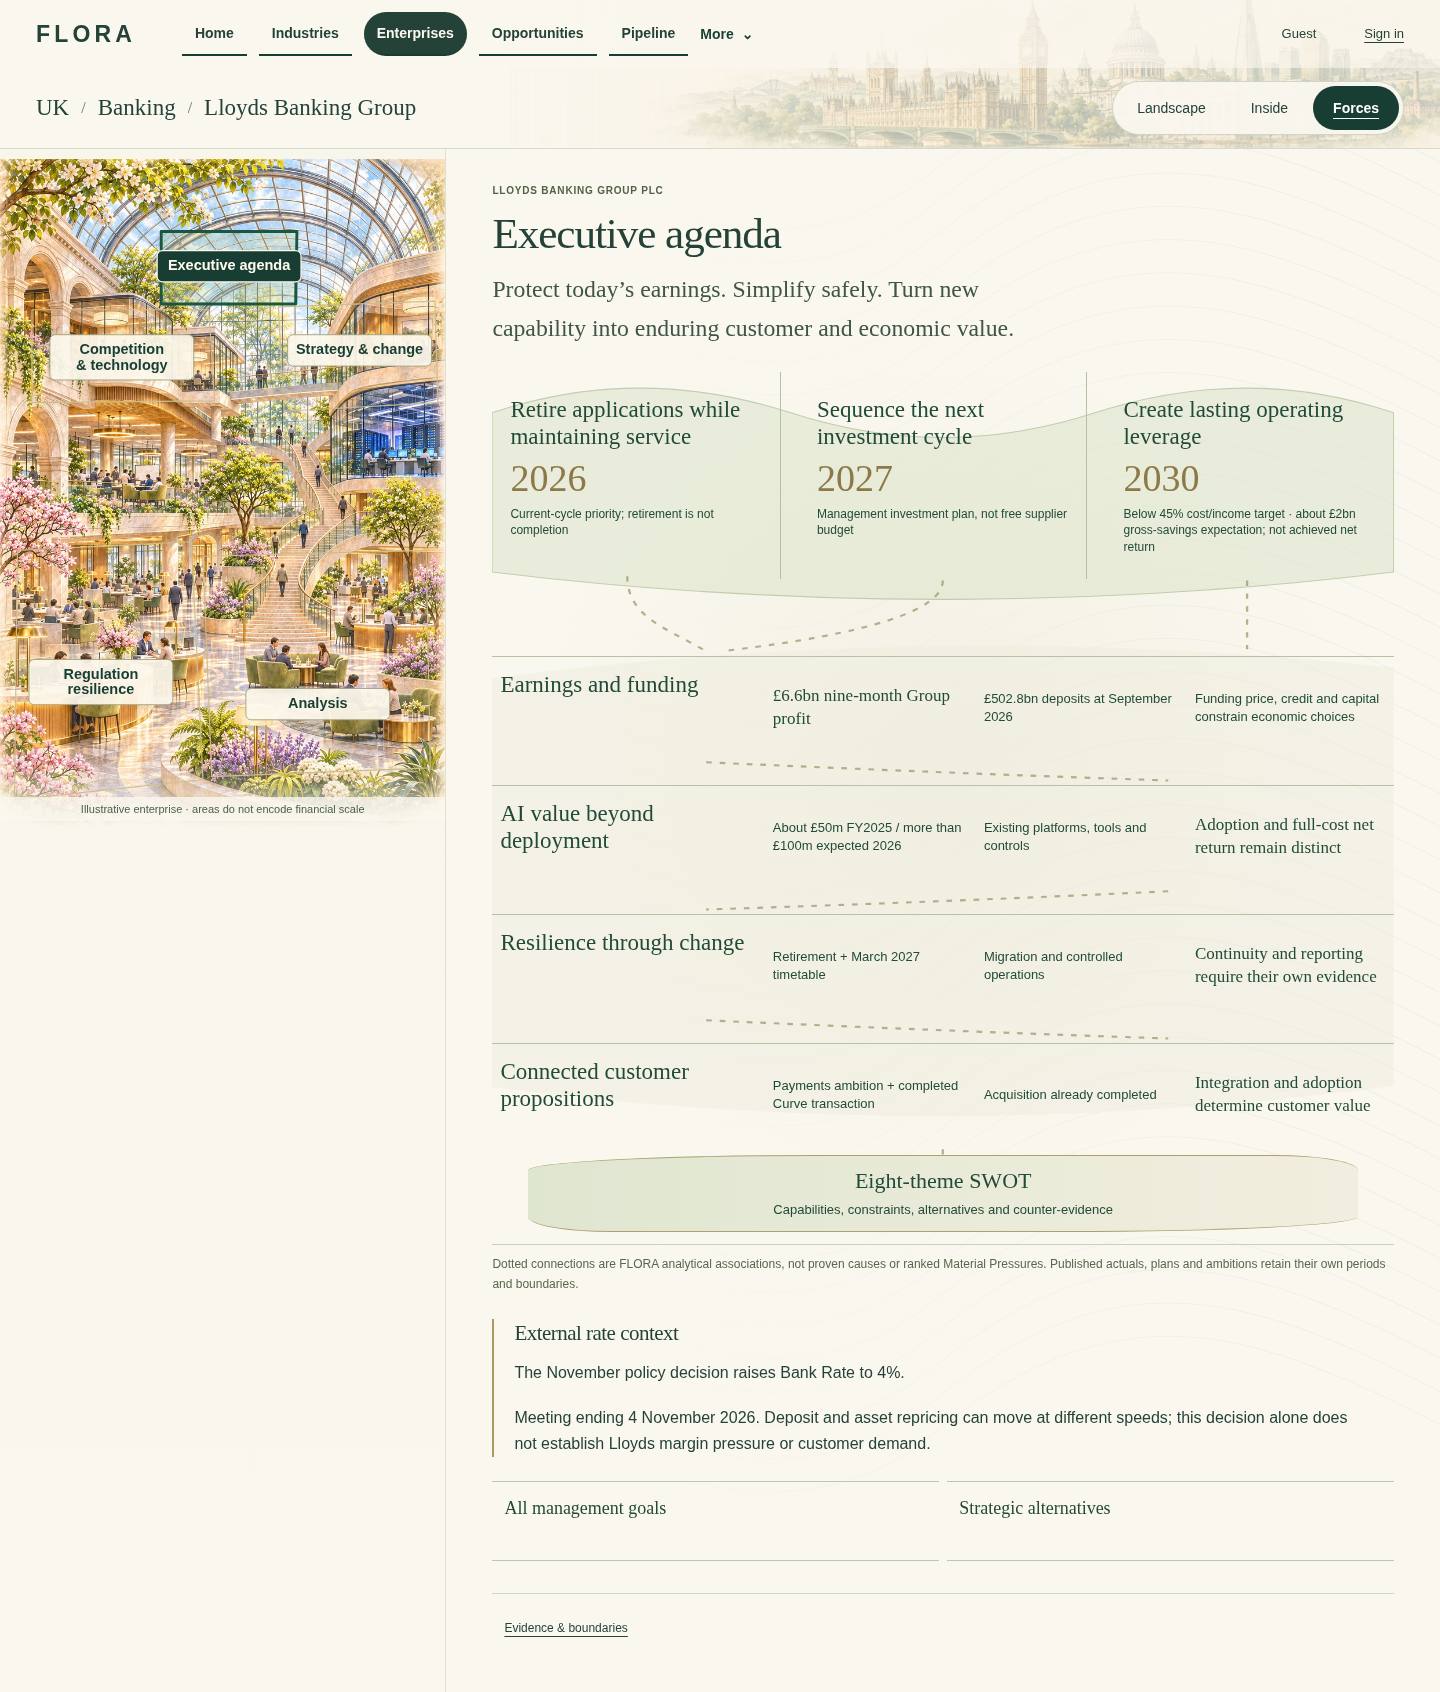 FLORA
Home
Industries
Enterprises
Opportunities
Pipeline
More
Guest
Sign in
UK / Banking / Lloyds Banking Group
Landscape
Inside
Forces
Executive agenda
Competition
& technology
Strategy & change
Regulation
resilience
Analysis
Illustrative enterprise · areas do not encode financial scale
LLOYDS BANKING GROUP PLC
Executive agenda
Protect today’s earnings. Simplify safely. Turn new
capability into enduring customer and economic value.
Retire applications while
maintaining service
2026
Current-cycle priority; retirement is not
completion
Sequence the next
investment cycle
2027
Management investment plan, not free supplier
budget
Create lasting operating
leverage
2030
Below 45% cost/income target · about £2bn
gross-savings expectation; not achieved net
return
Earnings and funding
£6.6bn nine-month Group
profit
£502.8bn deposits at September
2026
Funding price, credit and capital
constrain economic choices
AI value beyond
deployment
About £50m FY2025 / more than
£100m expected 2026
Existing platforms, tools and
controls
Adoption and full-cost net
return remain distinct
Resilience through change
Retirement + March 2027
timetable
Migration and controlled
operations
Continuity and reporting
require their own evidence
Connected customer
propositions
Payments ambition + completed
Curve transaction
Acquisition already completed
Integration and adoption
determine customer value
Eight-theme SWOT
Capabilities, constraints, alternatives and counter-evidence
Dotted connections are FLORA analytical associations, not proven causes or ranked Material Pressures. Published actuals, plans and ambitions retain their own periods
and boundaries.
External rate context
The November policy decision raises Bank Rate to 4%.
Meeting ending 4 November 2026. Deposit and asset repricing can move at different speeds; this decision alone does
not establish Lloyds margin pressure or customer demand.
All management goals
Strategic alternatives
Evidence & boundaries